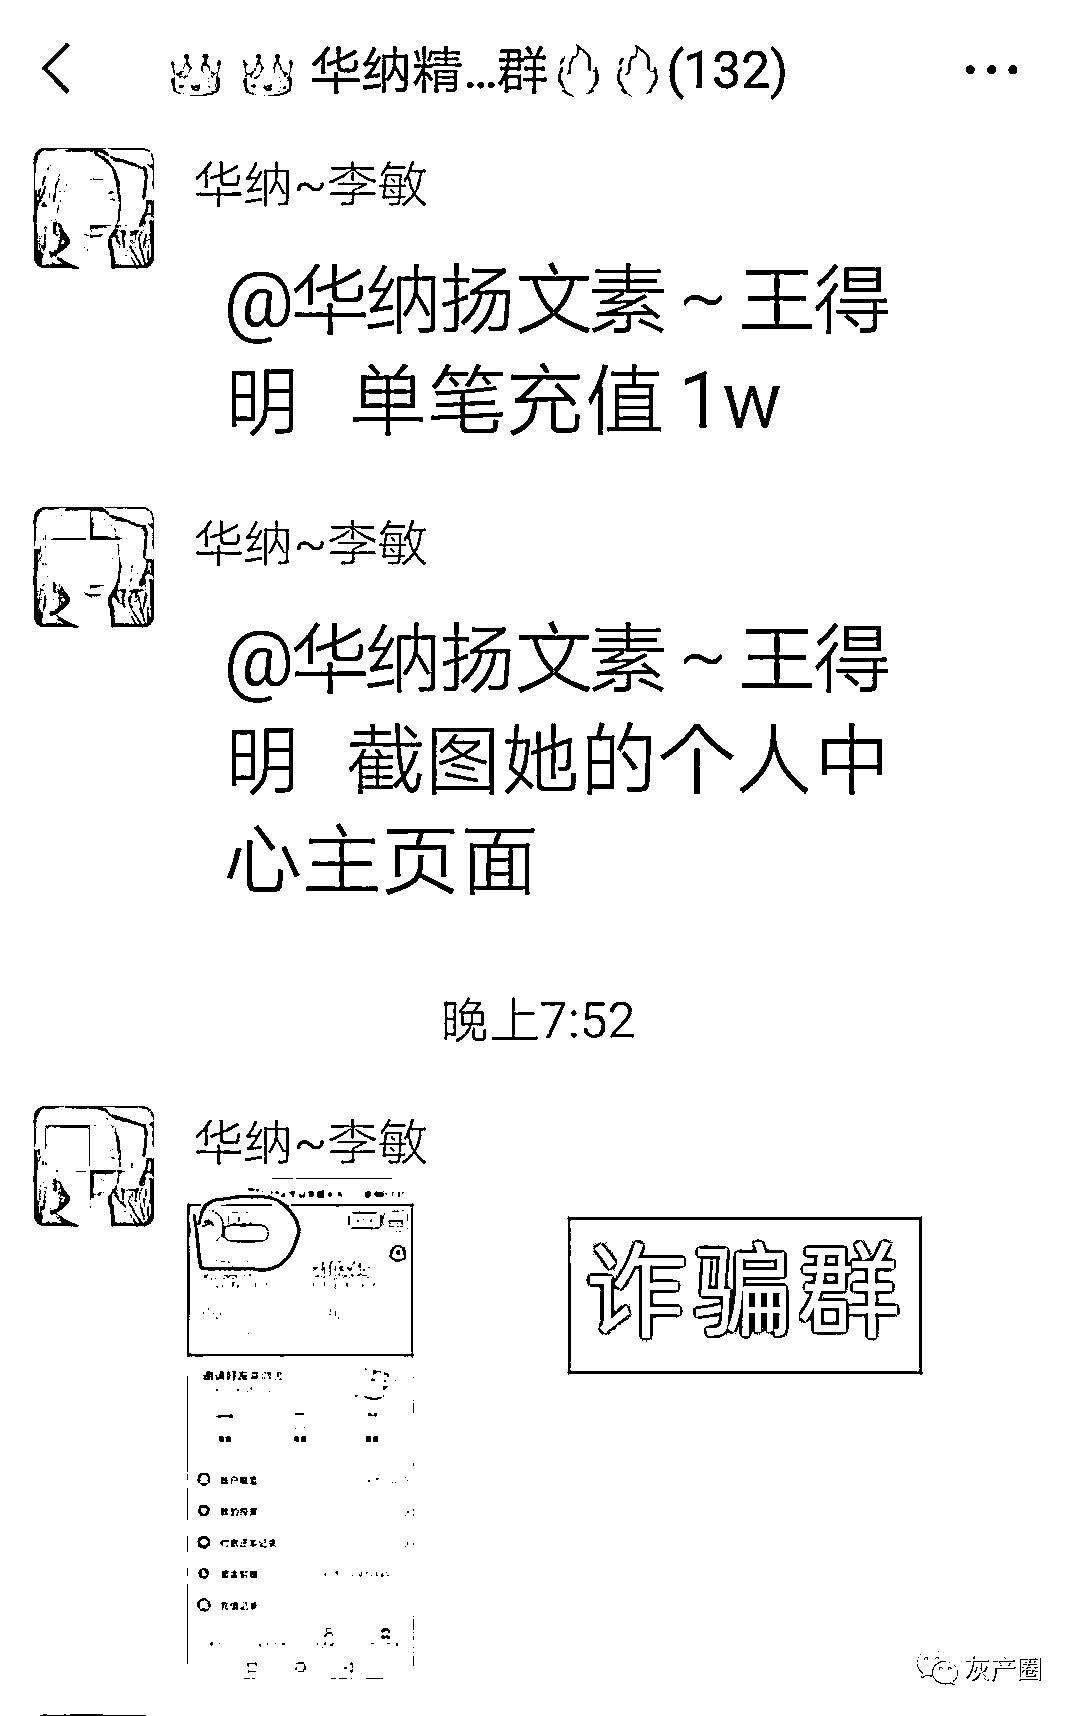 华纳精...群(132)
华纳~李敏
@华纳扬文素~王得
明 单笔充值1w
华纳~李敏
@华纳扬文素~王得
明 截图她的个人中
心主页面
晚上7:52
华纳~李敏
诈骗群
灰产圈